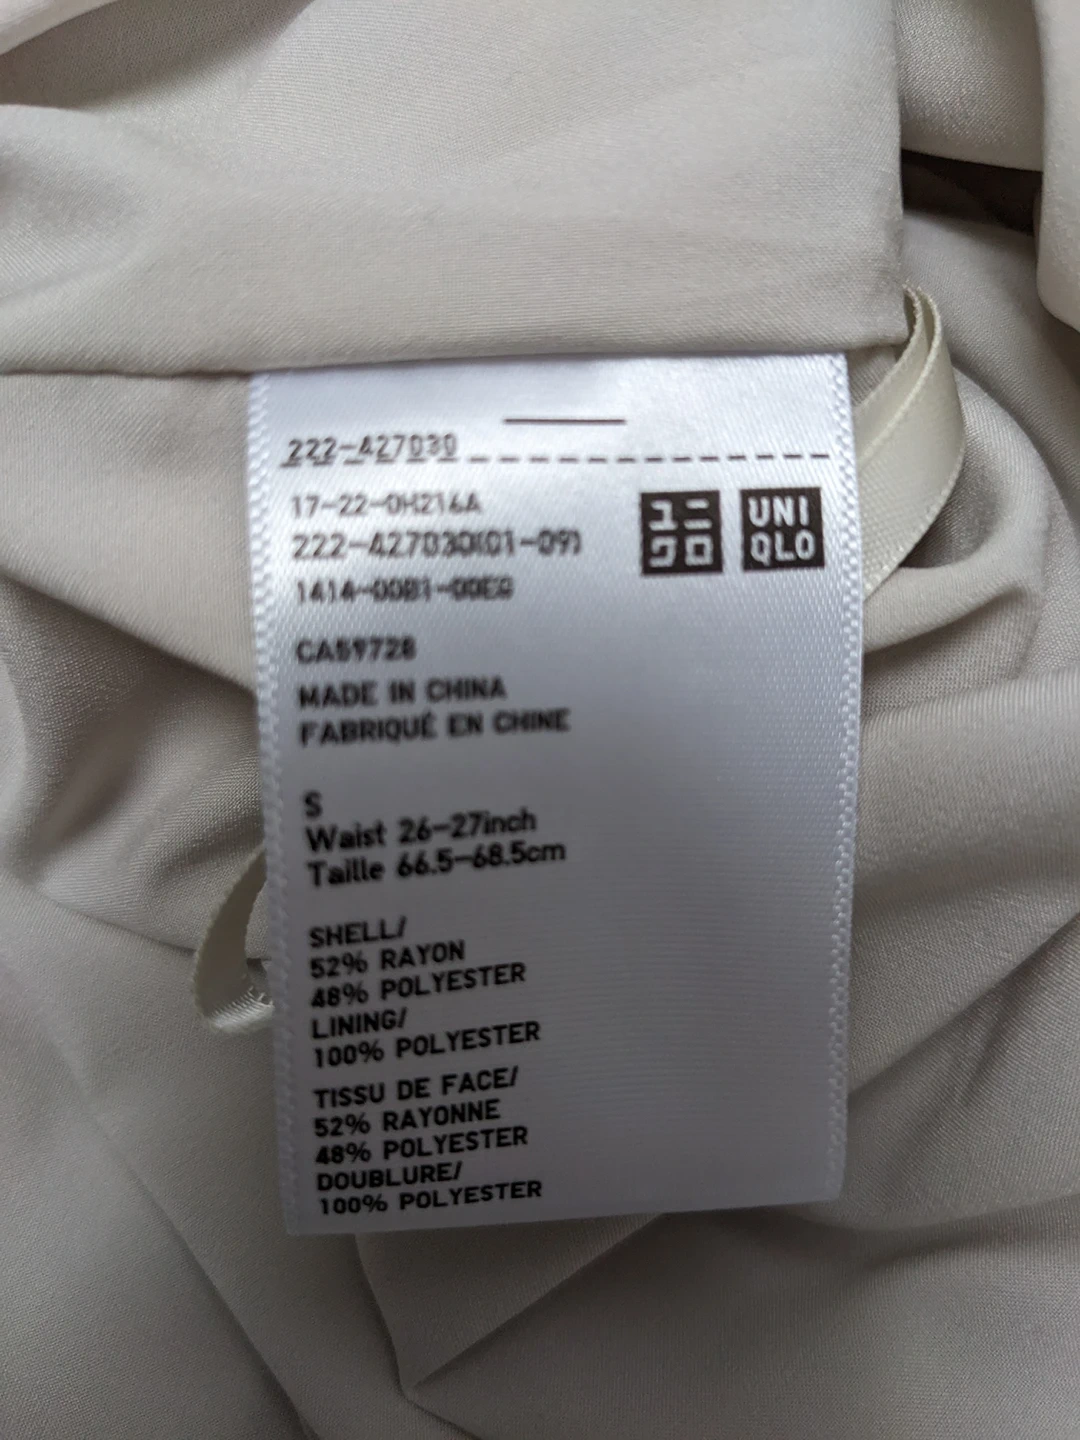 222-427030
17-22-0H216A
222-427030(01-09)
1414-00B1-00EG
ユニ
クロ
UNI
QLO
CA59728
MADE IN CHINA
FABRIQUÉ EN CHINE
S
Waist 26-27inch
Taille 66.5-68.5cm
SHELL/
52% RAYON
48% POLYESTER
LINING/
100% POLYESTER
TISSU DE FACE/
52% RAYONNE
48% POLYESTER
DOUBLURE/
100% POLYESTER